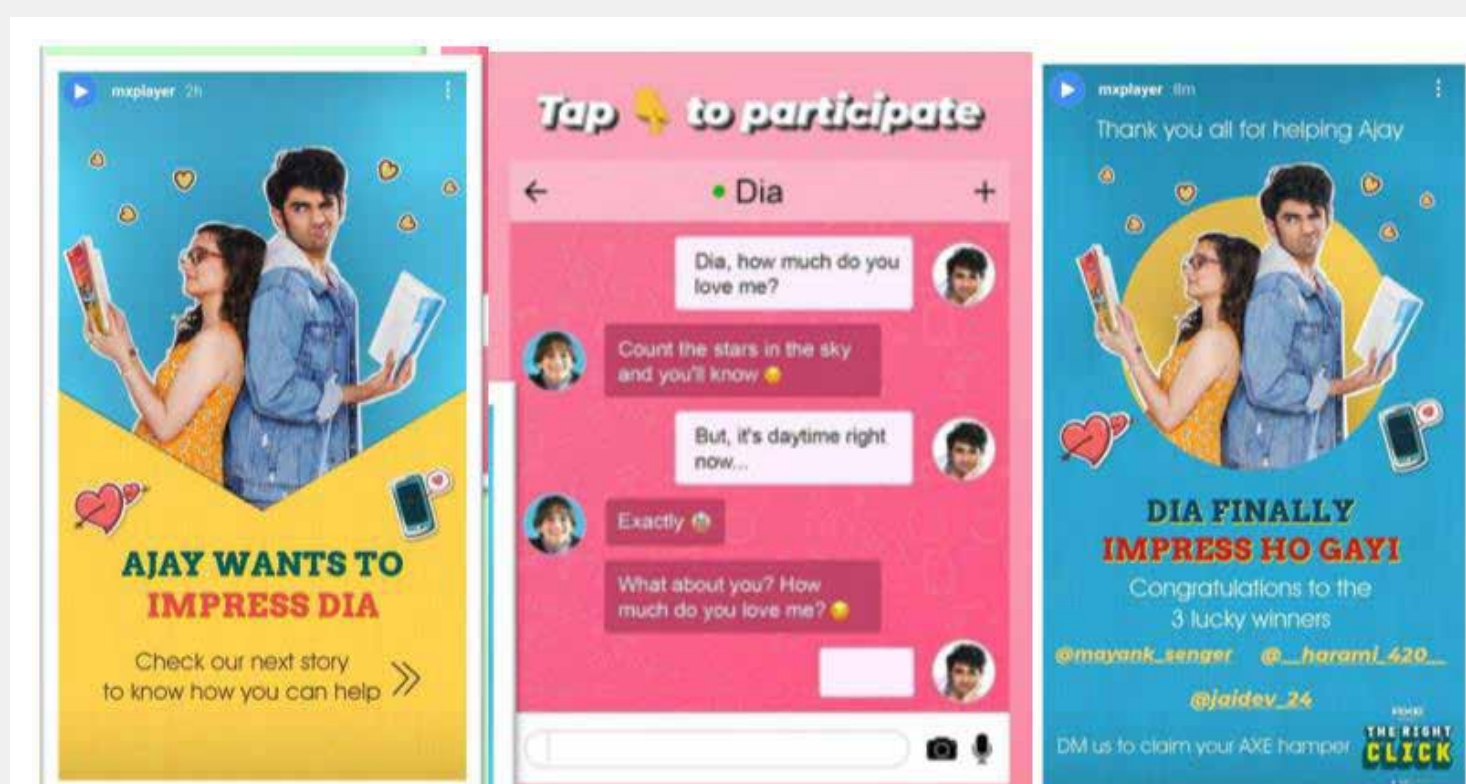 mxplayer 2h
AJAY WANTS TO
IMPRESS DIA
Check our next story
to know how you can help
Tap to participate
Dia
Dia, how much do you
love me?
Count the stars in the sky
and you'll know
But, it's daytime right
now...
Exactly
What about you? How
much do you love me?
mxplayer 11m
Thank you all for helping Ajay
DIA FINALLY
IMPRESS HO GAYI
Congratulations to the
3 lucky winners
@mayank_senger @__harami_420__
@jaidev_24
DM us to claim your AXE hamper
THE RIGHT
CLICK